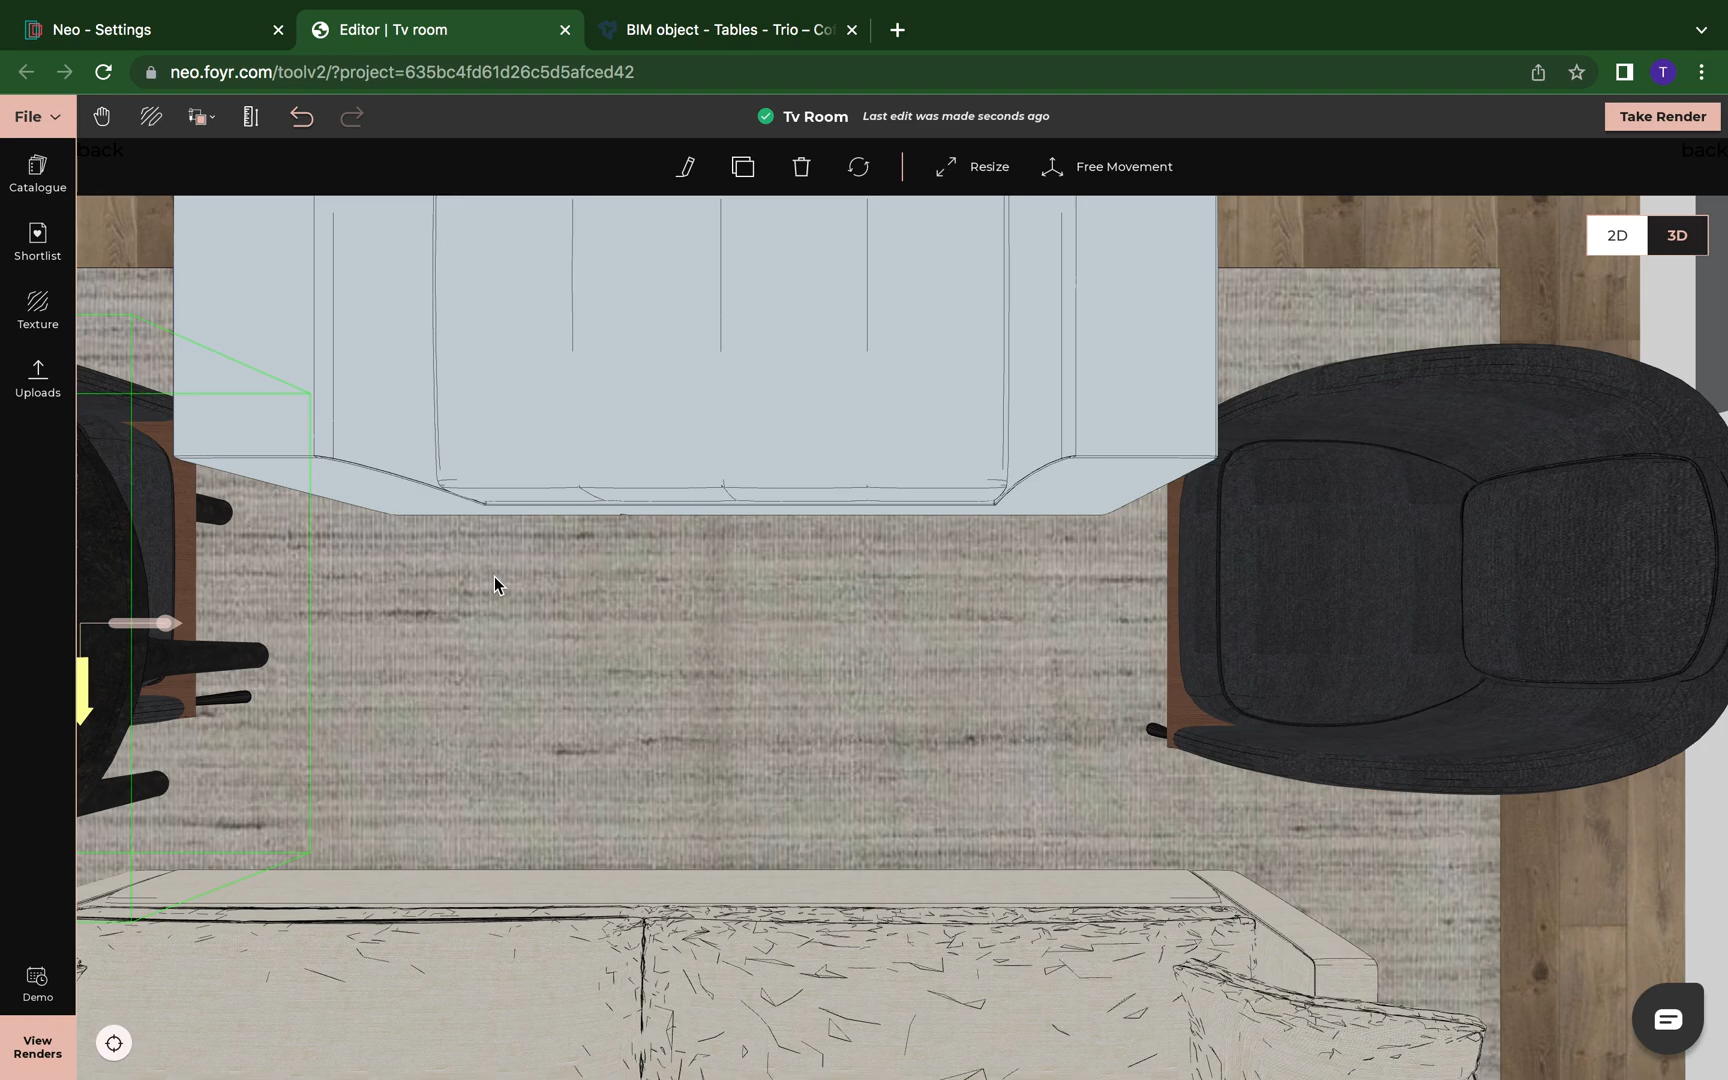 Neo - Settings
Editor | Tv room
BIM object - Tables - Trio – Co
neo.foyr.com/toolv2/?project=635bc4fd61d26c5d5afced42
T
File
Tv Room
Last edit was made seconds ago
Take Render
back
back
Resize
Free Movement
Catalogue
Shortlist
Texture
Uploads
2D
3D
Demo
View
Renders